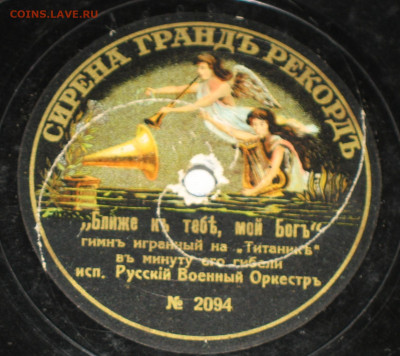 COINS.LAVE.RU
СИРЕНА ГРАНДЪ РЕКОРДЪ
„Ближе къ тебѣ, мой Богъ“
гимнъ игранный на „Титаникѣ“
въ минуту его гибели
исп. Русскій Военный Оркестръ
№ 2094